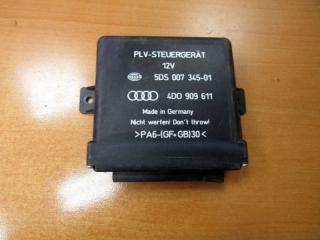 PLV-STEUERGERÄT
12V
HELLA 5DS 007 345-01
4D0 909 611
Made in Germany
Nicht werfen! Don't throw!
>PA6-(GF+GB)30<